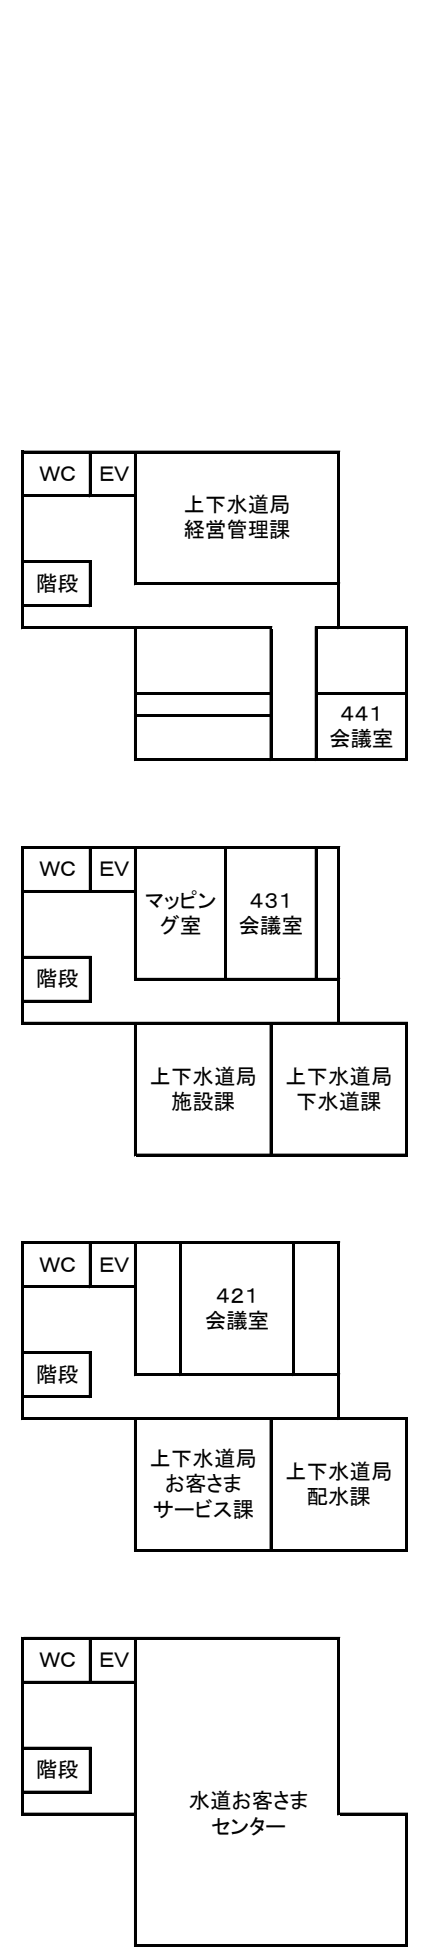 WC
EV
上下水道局
経営管理課
階段
441
会議室
WC
EV
マッピン
グ室
431
会議室
階段
上下水道局
施設課
上下水道局
下水道課
WC
EV
421
会議室
階段
上下水道局
お客さま
サービス課
上下水道局
配水課
WC
EV
階段
水道お客さま
センター